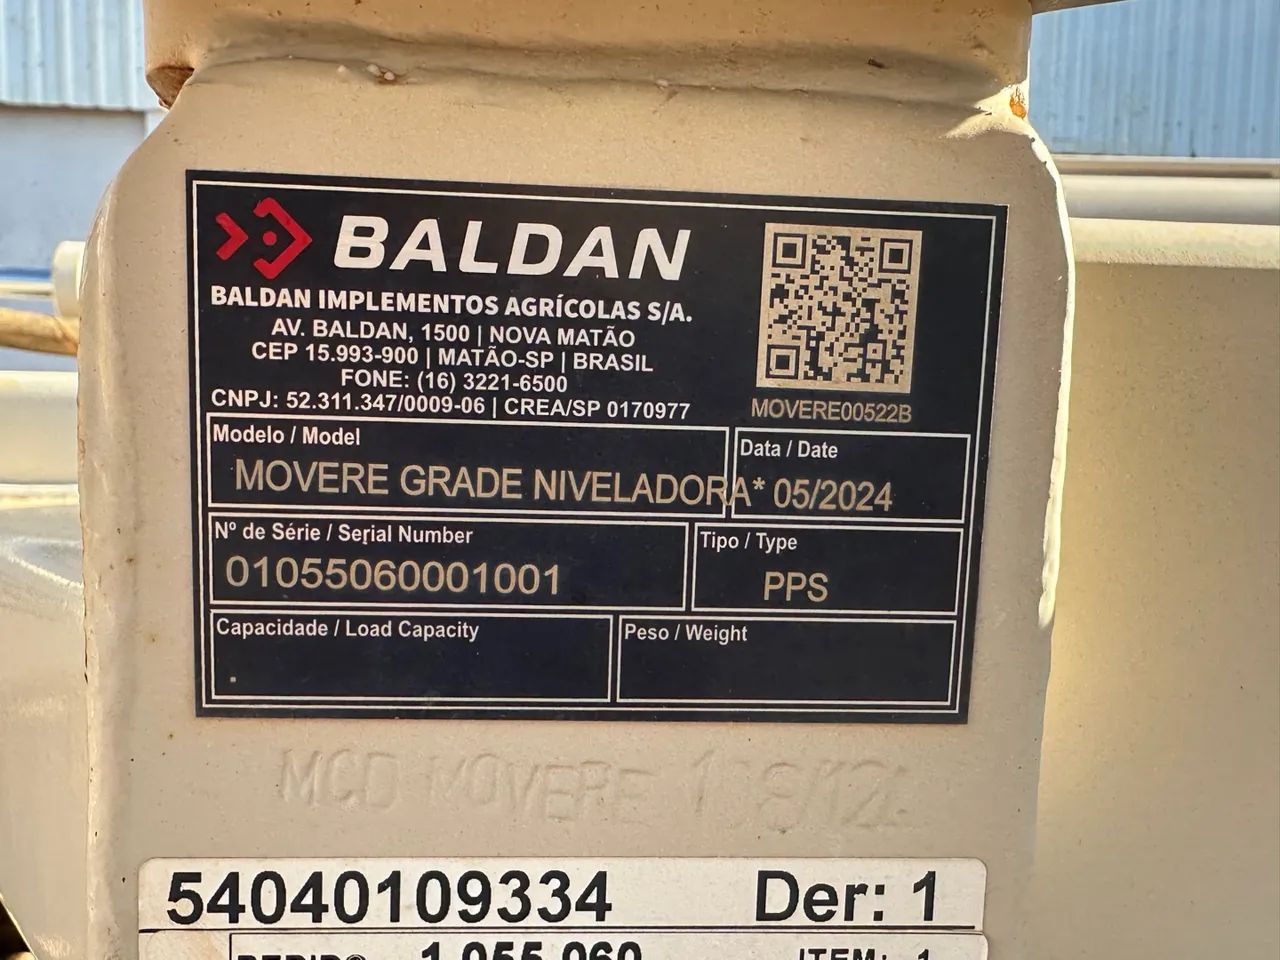 BALDAN
BALDAN IMPLEMENTOS AGRÍCOLAS S/A.
AV. BALDAN, 1500 | NOVA MATÃO
CEP 15.993-900 | MATÃO-SP | BRASIL
FONE: (16) 3221-6500
CNPJ: 52.311.347/0009-06 | CREA/SP 0170977
MOVERE00522B
Modelo / Model
MOVERE GRADE NIVELADORA*
Data / Date
05/2024
Nº de Série / Serial Number
01055060001001
Tipo / Type
PPS
Capacidade / Load Capacity
.
Peso / Weight
MCD MOVERE
54040109334 Der: 1
1.055.060 ITEM: 1